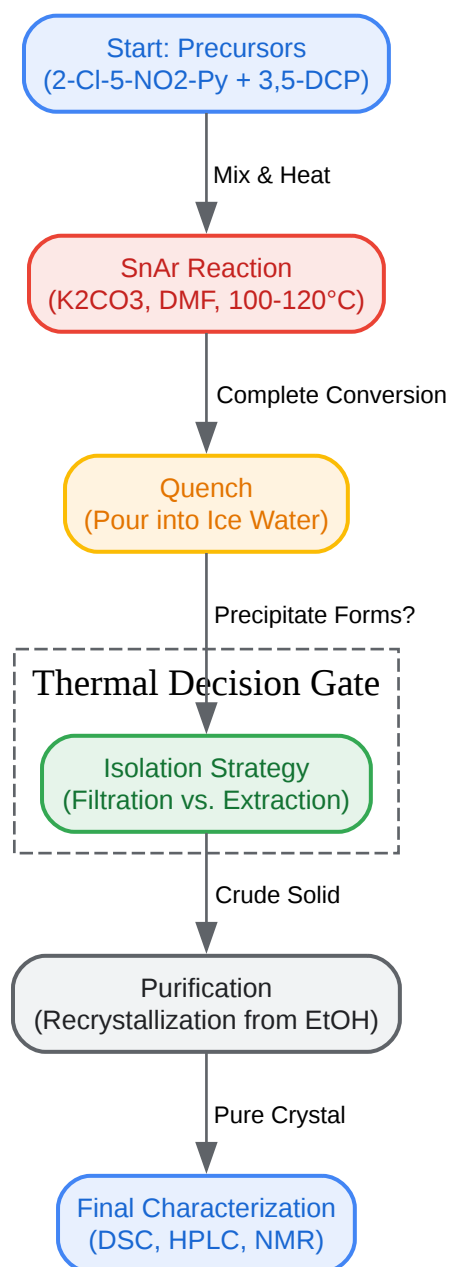 Start: Precursors
(2-Cl-5-NO2-Py + 3,5-DCP)
Mix & Heat
SnAr Reaction
(K2CO3, DMF, 100-120°C)
Complete Conversion
Quench
(Pour into Ice Water)
Precipitate Forms?
Thermal Decision Gate
Isolation Strategy
(Filtration vs. Extraction)
Crude Solid
Purification
(Recrystallization from EtOH)
Pure Crystal
Final Characterization
(DSC, HPLC, NMR)